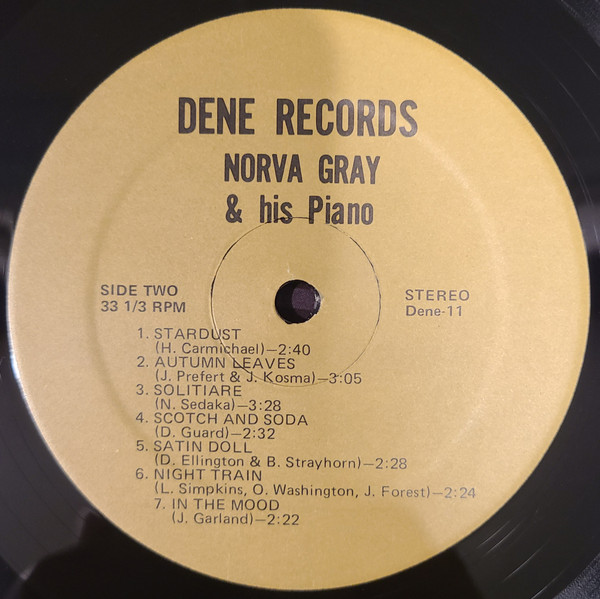 DENE RECORDS
NORVA GRAY
& his Piano
SIDE TWO
33 1/3 RPM
STEREO
Dene-11
1. STARDUST
(H. Carmichael)—2:40
2. AUTUMN LEAVES
(J. Prefert & J. Kosma)—3:05
3. SOLITIARE
(N. Sedaka)—3:28
4. SCOTCH AND SODA
(D. Guard)—2:32
5. SATIN DOLL
(D. Ellington & B. Strayhorn)—2:28
6. NIGHT TRAIN
(L. Simpkins, O. Washington, J. Forest)—2:24
7. IN THE MOOD
(J. Garland)—2:22